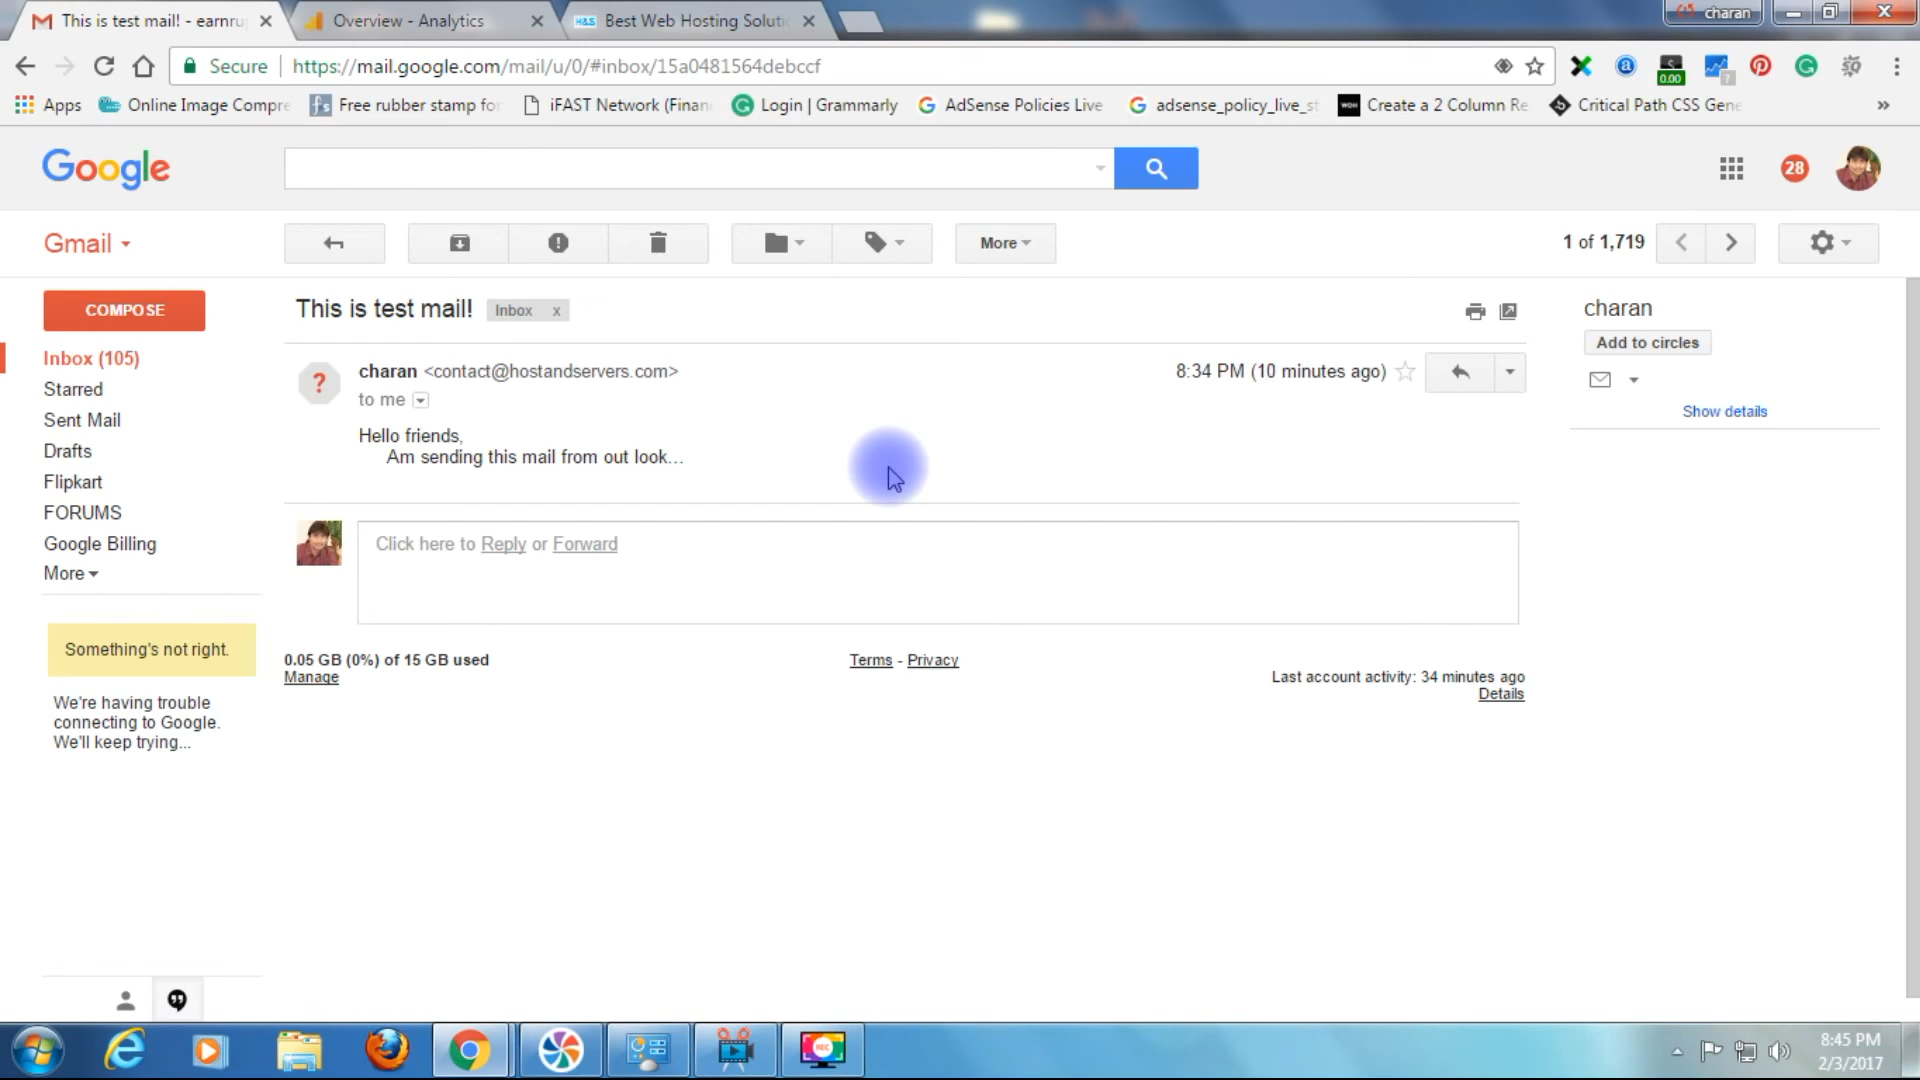 This is test mail! - earnru
Overview - Analytics
H&S Best Web Hosting Soluti
charan
Secure
https://mail.google.com/mail/u/0/#inbox/15a0481564debccf
0.00
Apps
Online Image Compre
Free rubber stamp fo
iFAST Network (Finan
Login | Grammarly
AdSense Policies Live
adsense_policy_live_st
Create a 2 Column Re
Critical Path CSS Gene
Google
28
Gmail
More
1 of 1,719
COMPOSE
This is test mail!
Inbox x
charan
Add to circles
Show details
Inbox (105)
Starred
Sent Mail
Drafts
Flipkart
FORUMS
Google Billing
More
charan <contact@hostandservers.com>
8:34 PM (10 minutes ago)
to me
Hello friends,
Am sending this mail from out look…
Click here to Reply or Forward
Something's not right.
We're having trouble
connecting to Google.
We'll keep trying...
0.05 GB (0%) of 15 GB used
Manage
Terms - Privacy
Last account activity: 34 minutes ago
Details
REC
8:45 PM
2/3/2017